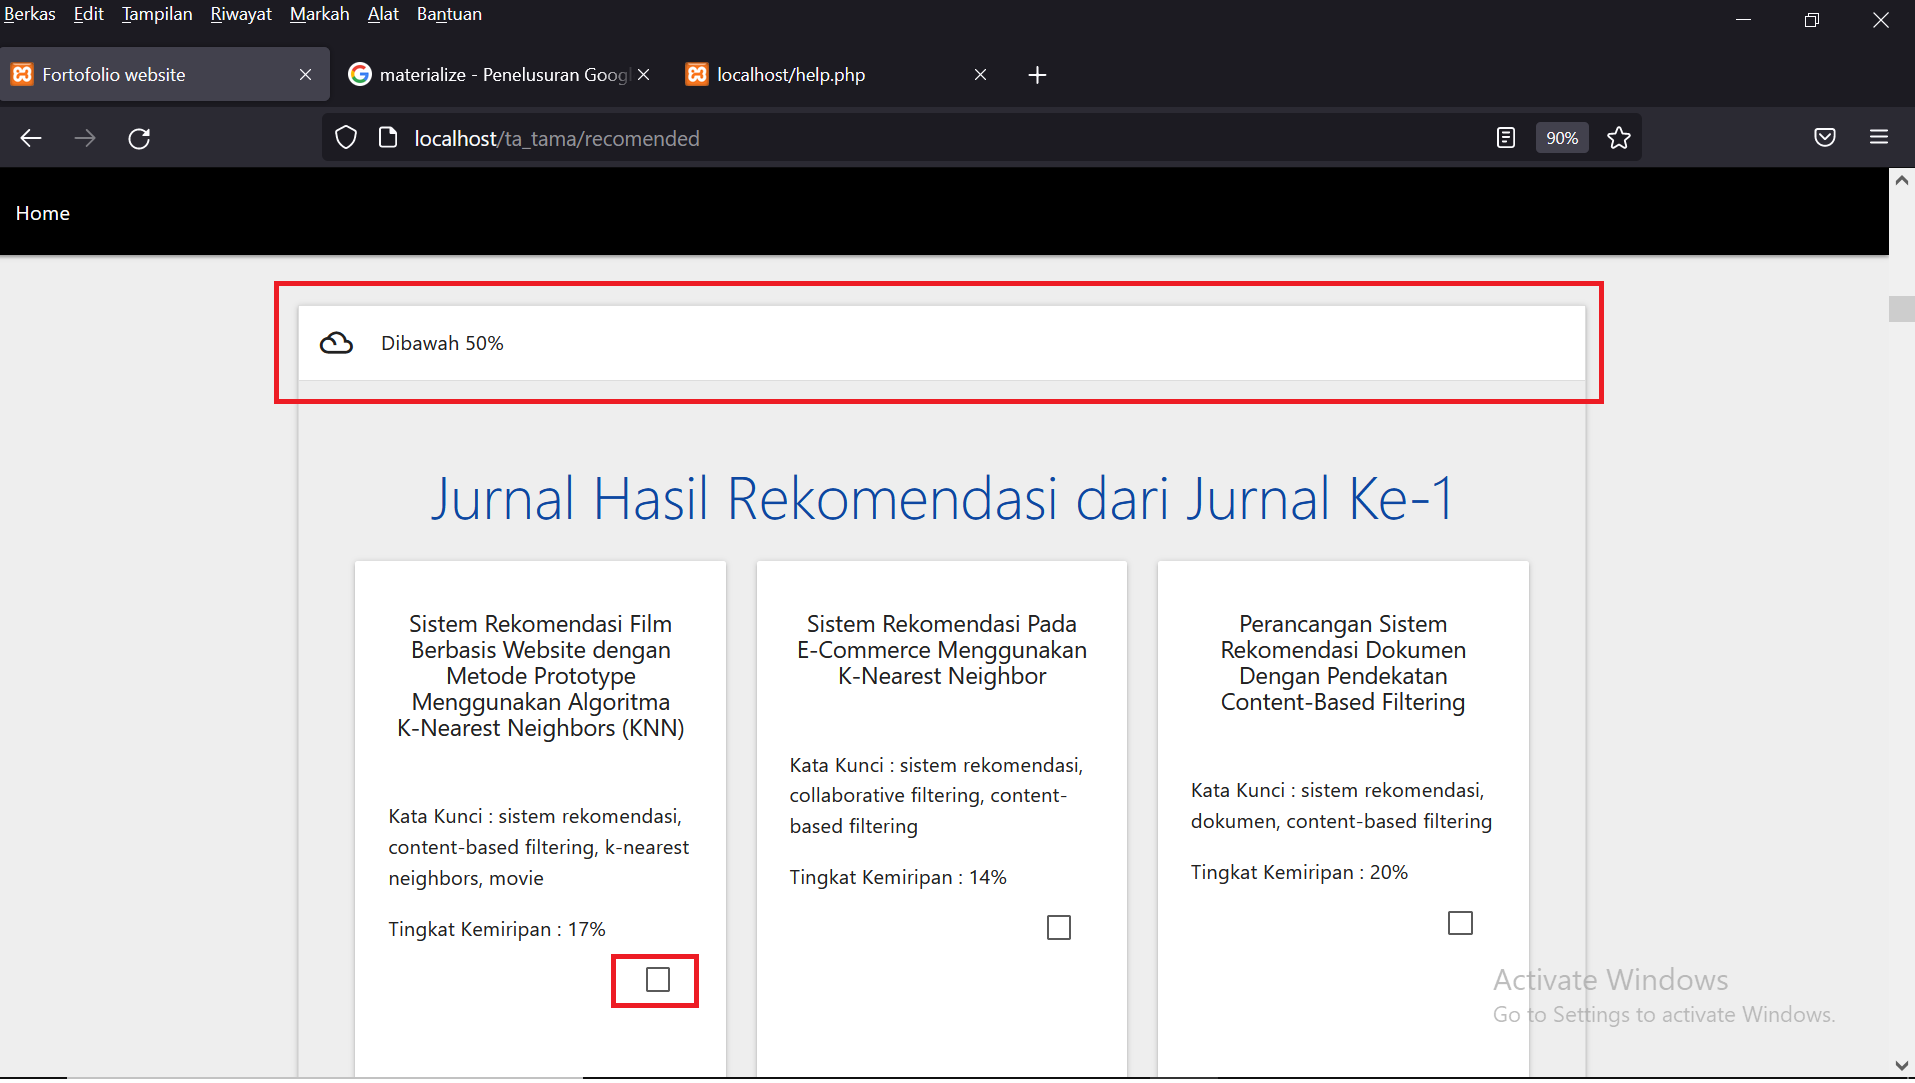 Berkas Edit Tampilan Riwayat Markah Alat Bantuan
Fortofolio website
materialize - Penelusuran Goog
localhost/help.php
localhost/ta_tama/recomended
90%
Home
Dibawah 50%
Jurnal Hasil Rekomendasi dari Jurnal Ke-1
Sistem Rekomendasi Film
Berbasis Website dengan
Metode Prototype
Menggunakan Algoritma
K-Nearest Neighbors (KNN)
Kata Kunci : sistem rekomendasi,
content-based filtering, k-nearest
neighbors, movie
Tingkat Kemiripan : 17%
Sistem Rekomendasi Pada
E-Commerce Menggunakan
K-Nearest Neighbor
Kata Kunci : sistem rekomendasi,
collaborative filtering, content-
based filtering
Tingkat Kemiripan : 14%
Perancangan Sistem
Rekomendasi Dokumen
Dengan Pendekatan
Content-Based Filtering
Kata Kunci : sistem rekomendasi,
dokumen, content-based filtering
Tingkat Kemiripan : 20%
Activate Windows
Go to Settings to activate Windows.